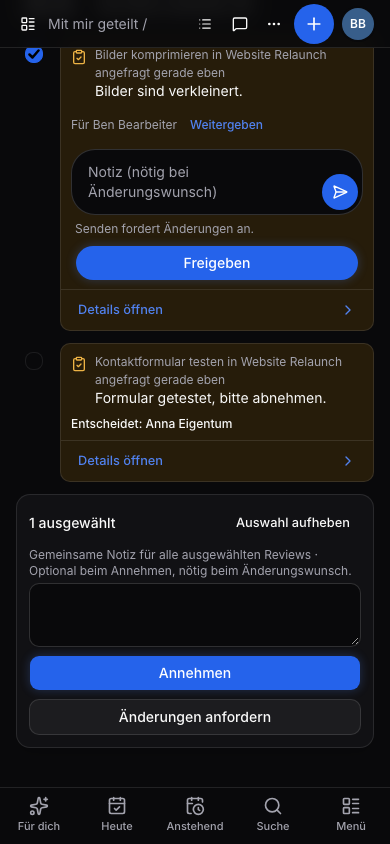 Mit mir geteilt /
BB
Bilder komprimieren in Website Relaunch
angefragt gerade eben
Bilder sind verkleinert.
Für Ben Bearbeiter Weitergeben
Notiz (nötig bei
Änderungswunsch)
Senden fordert Änderungen an.
Freigeben
Details öffnen
Kontaktformular testen in Website Relaunch
angefragt gerade eben
Formular getestet, bitte abnehmen.
Entscheidet: Anna Eigentum
Details öffnen
1 ausgewählt Auswahl aufheben
Gemeinsame Notiz für alle ausgewählten Reviews ·
Optional beim Annehmen, nötig beim Änderungswunsch.
Annehmen
Änderungen anfordern
Für dich Heute Anstehend Suche Menü